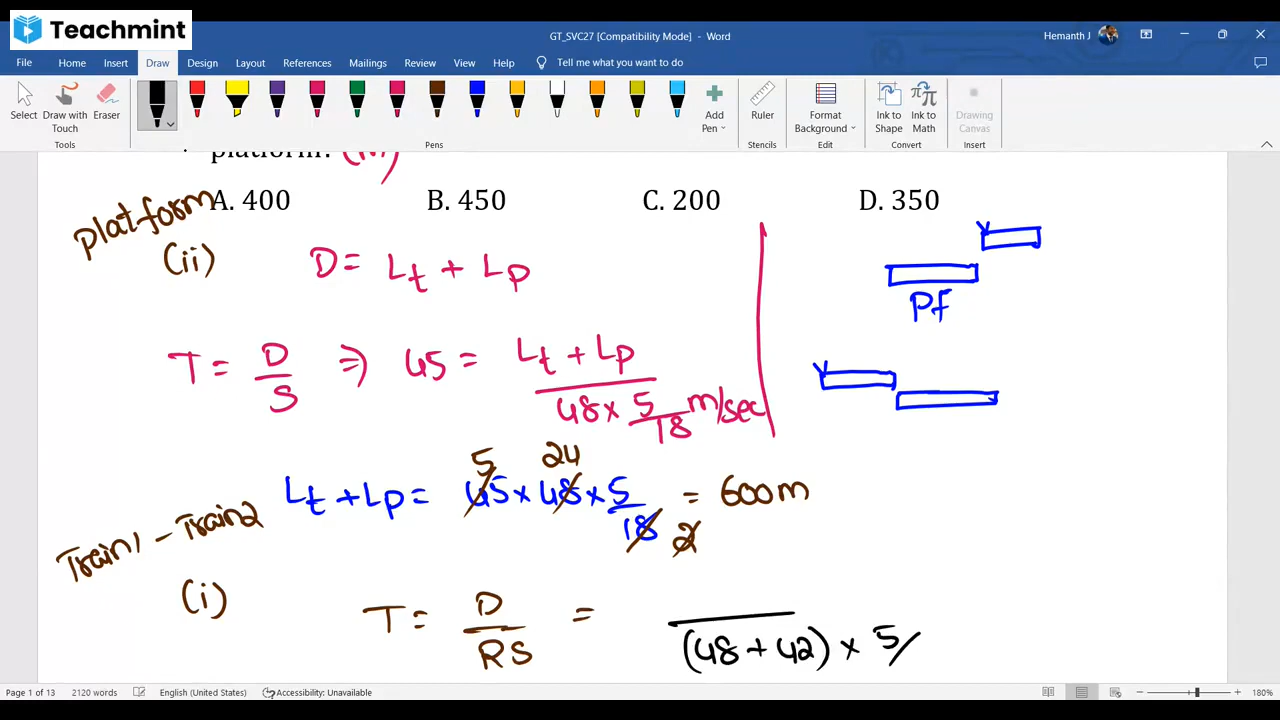 Teachmint
GT_SVC27 [Compatibility Mode] - Word
Hemanth J
File Home Insert Draw Design Layout References Mailings Review View Help Tell me what you want to do
Select Draw with Touch Eraser Add Pen Ruler Format Background Ink to Shape Ink to Math Drawing Canvas
Tools Pens Stencils Edit Convert Insert
platform?
A. 400 B. 450 C. 200 D. 350
platform
(ii) D = Lt + Lp
Pf
T = D/S ⇒ 45 = Lt + Lp / 48 × 5/18 m/sec
5 24
Lt + Lp = 45 × 48 × 5/18 = 600m
2
Train1 - Train2
(i) T = D/RS =
(48 + 42) × 5/
Page 1 of 13 2120 words English (United States) Accessibility: Unavailable 180%